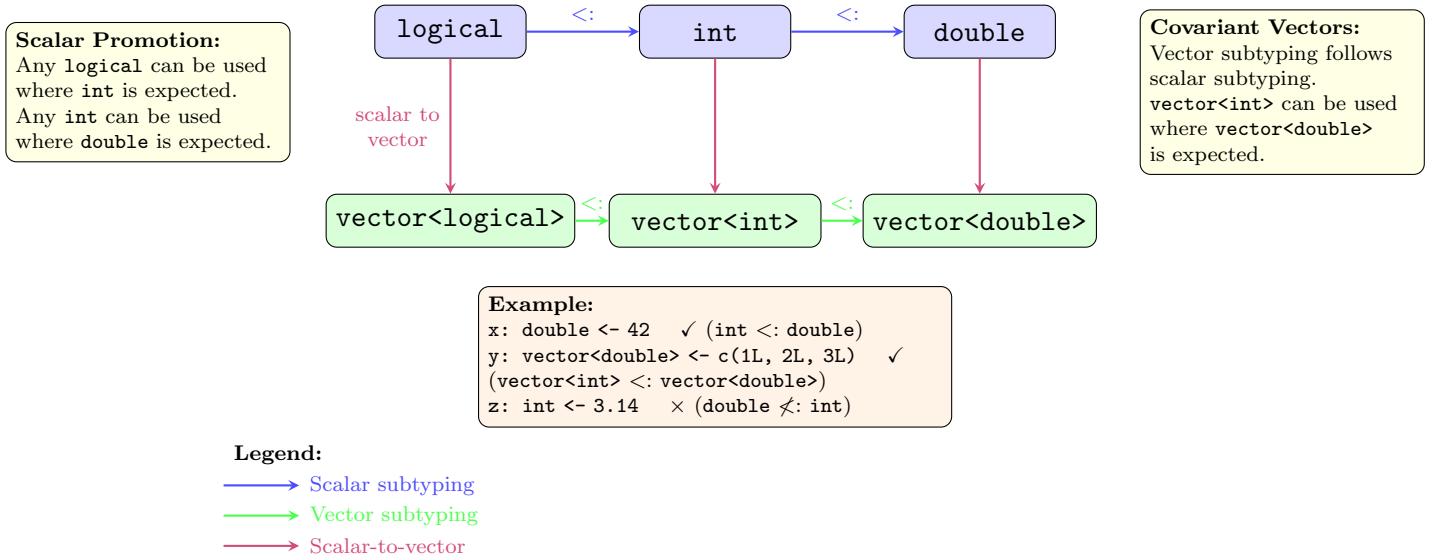 Scalar Promotion:
Any logical can be used
where int is expected.
Any int can be used
where double is expected.
logical
<:
int
<:
double
Covariant Vectors:
Vector subtyping follows
scalar subtyping.
vector<int> can be used
where vector<double>
is expected.
scalar to
vector
vector<logical>
<:
vector<int>
<:
vector<double>
Example:
x: double <- 42 ✓ (int <: double)
y: vector<double> <- c(1L, 2L, 3L) ✓
(vector<int> <: vector<double>)
z: int <- 3.14 × (double ≮: int)
Legend:
Scalar subtyping
Vector subtyping
Scalar-to-vector